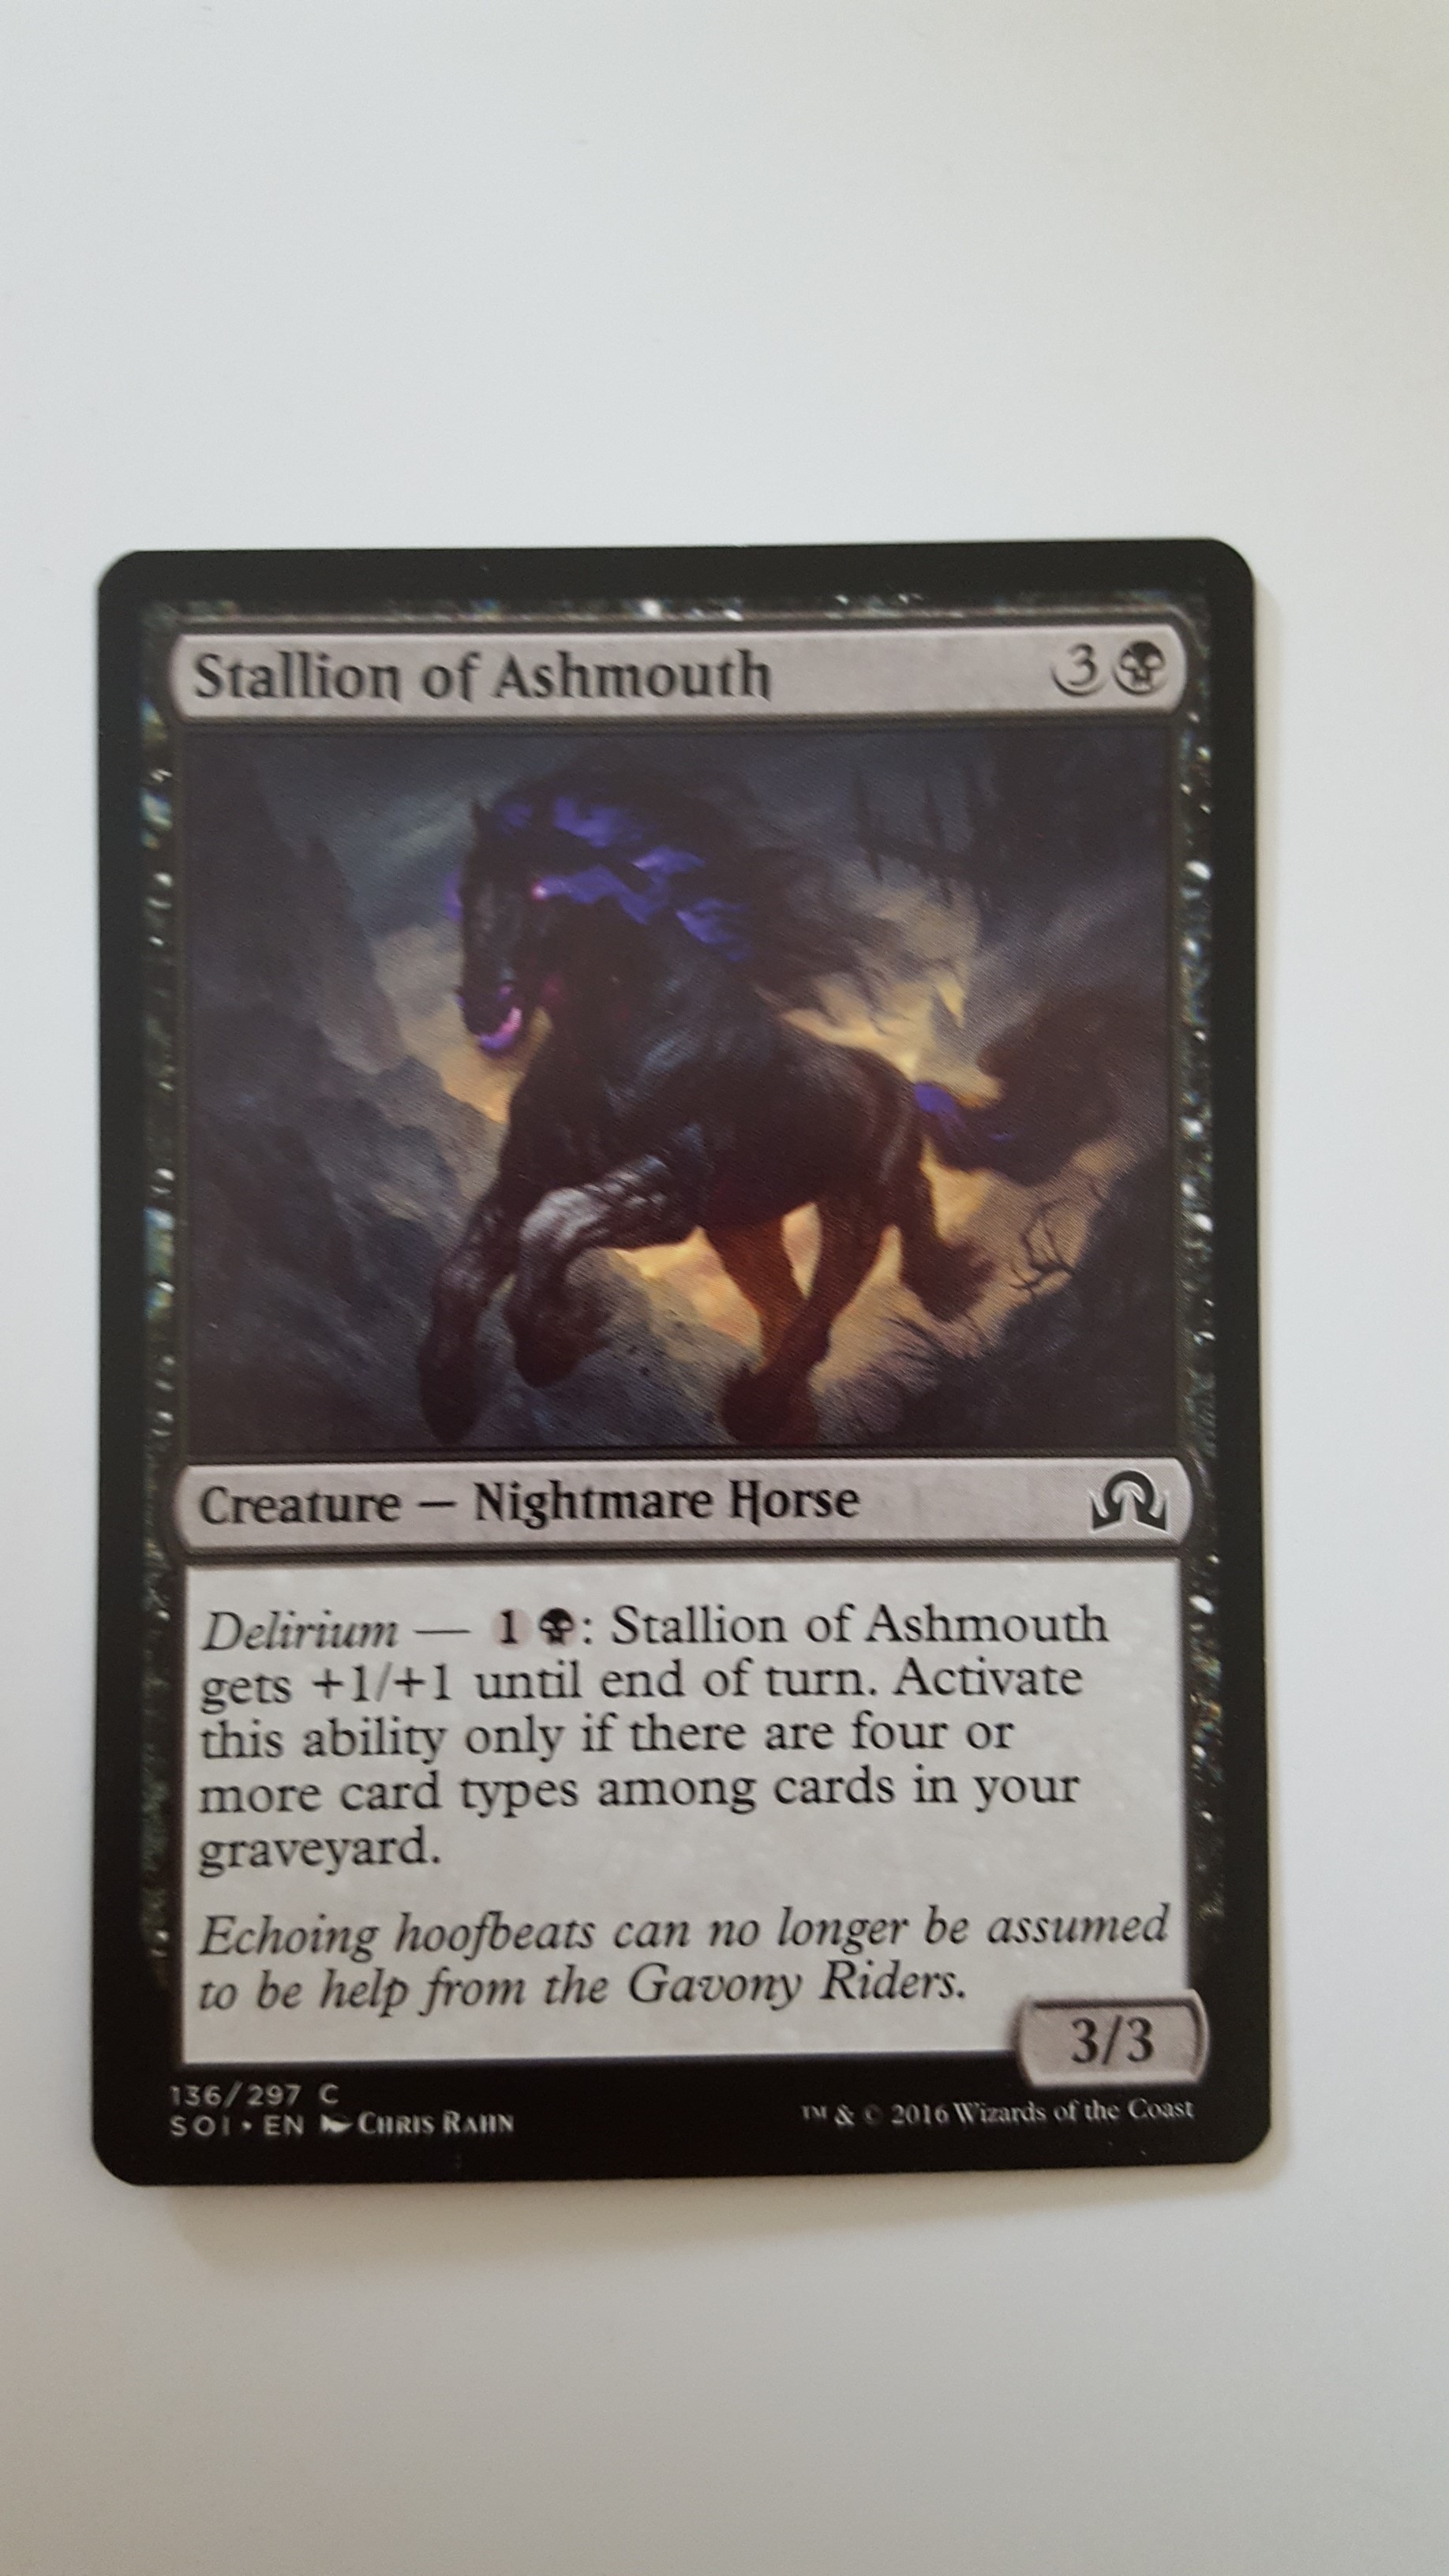 Stallion of Ashmouth 3
Creature — Nightmare Horse
Delirium — 1 : Stallion of Ashmouth
gets +1/+1 until end of turn. Activate
this ability only if there are four or
more card types among cards in your
graveyard.
Echoing hoofbeats can no longer be assumed
to be help from the Gavony Riders.
3/3
136/297 C
SOI • EN CHRIS RAHN
™ & © 2016 Wizards of the Coast